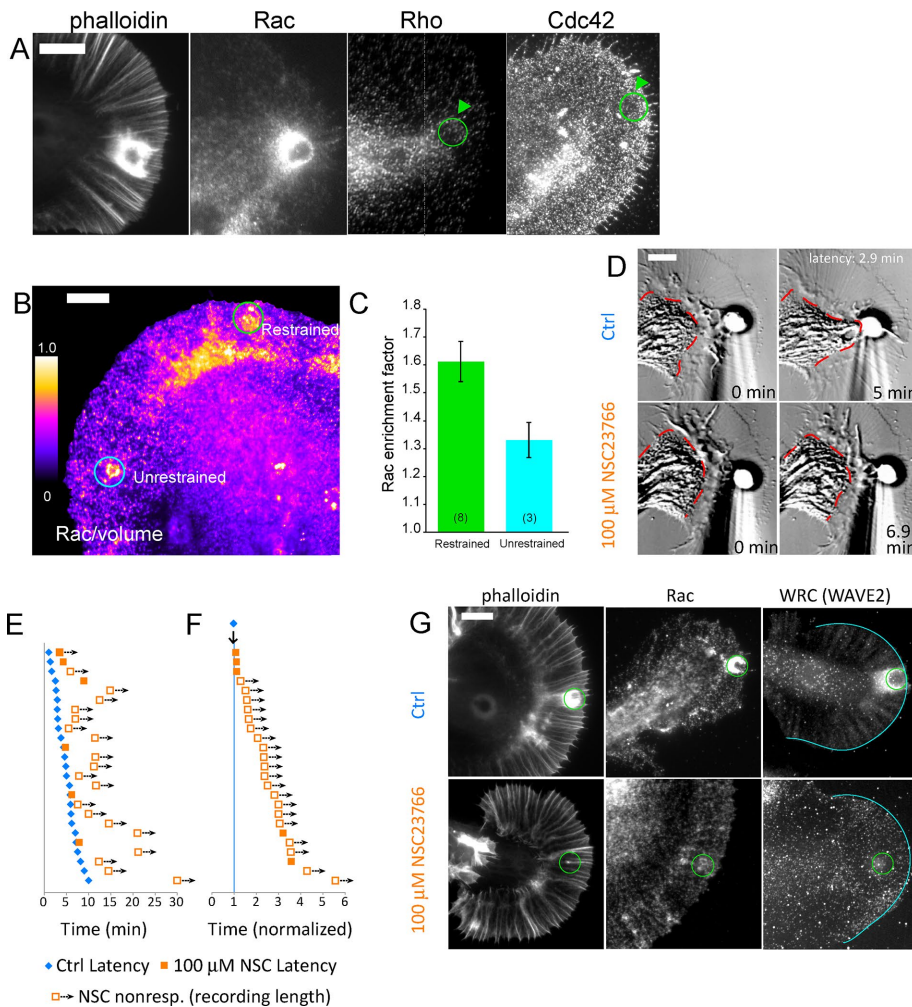 phalloidin Rac Rho Cdc42
A
B
Restrained
1.0
Unrestrained
0
Rac/volume
C
Rac enrichment factor
1.8
1.7
1.6
1.5
1.4
1.3
1.2
1.1
1.0
(8) (3)
Restrained Unrestrained
D
Ctrl
latency: 2.9 min
0 min 5 min
100 µM NSC23766
0 min 6.9 min
E F
0 5 10 15 20 25 30 0 1 2 3 4 5 6
Time (min) Time (normalized)
Ctrl Latency 100 µM NSC Latency
NSC nonresp. (recording length)
G
phalloidin Rac WRC (WAVE2)
Ctrl
100 µM NSC23766